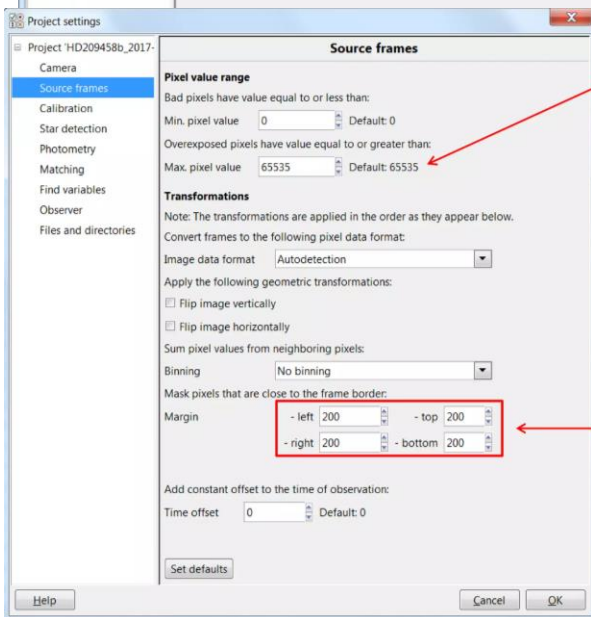 Project settings
Project 'HD209458b_2017-
Camera
Source frames
Calibration
Star detection
Photometry
Matching
Find variables
Observer
Files and directories
Source frames
Pixel value range
Bad pixels have value equal to or less than:
Min. pixel value 0 Default: 0
Overexposed pixels have value equal to or greater than:
Max. pixel value 65535 Default: 65535
Transformations
Note: The transformations are applied in the order as they appear below.
Convert frames to the following pixel data format:
Image data format Autodetection
Apply the following geometric transformations:
Flip image vertically
Flip image horizontally
Sum pixel values from neighboring pixels:
Binning No binning
Mask pixels that are close to the frame border:
Margin - left 200 - top 200
- right 200 - bottom 200
Add constant offset to the time of observation:
Time offset 0 Default: 0
Set defaults
Help Cancel OK